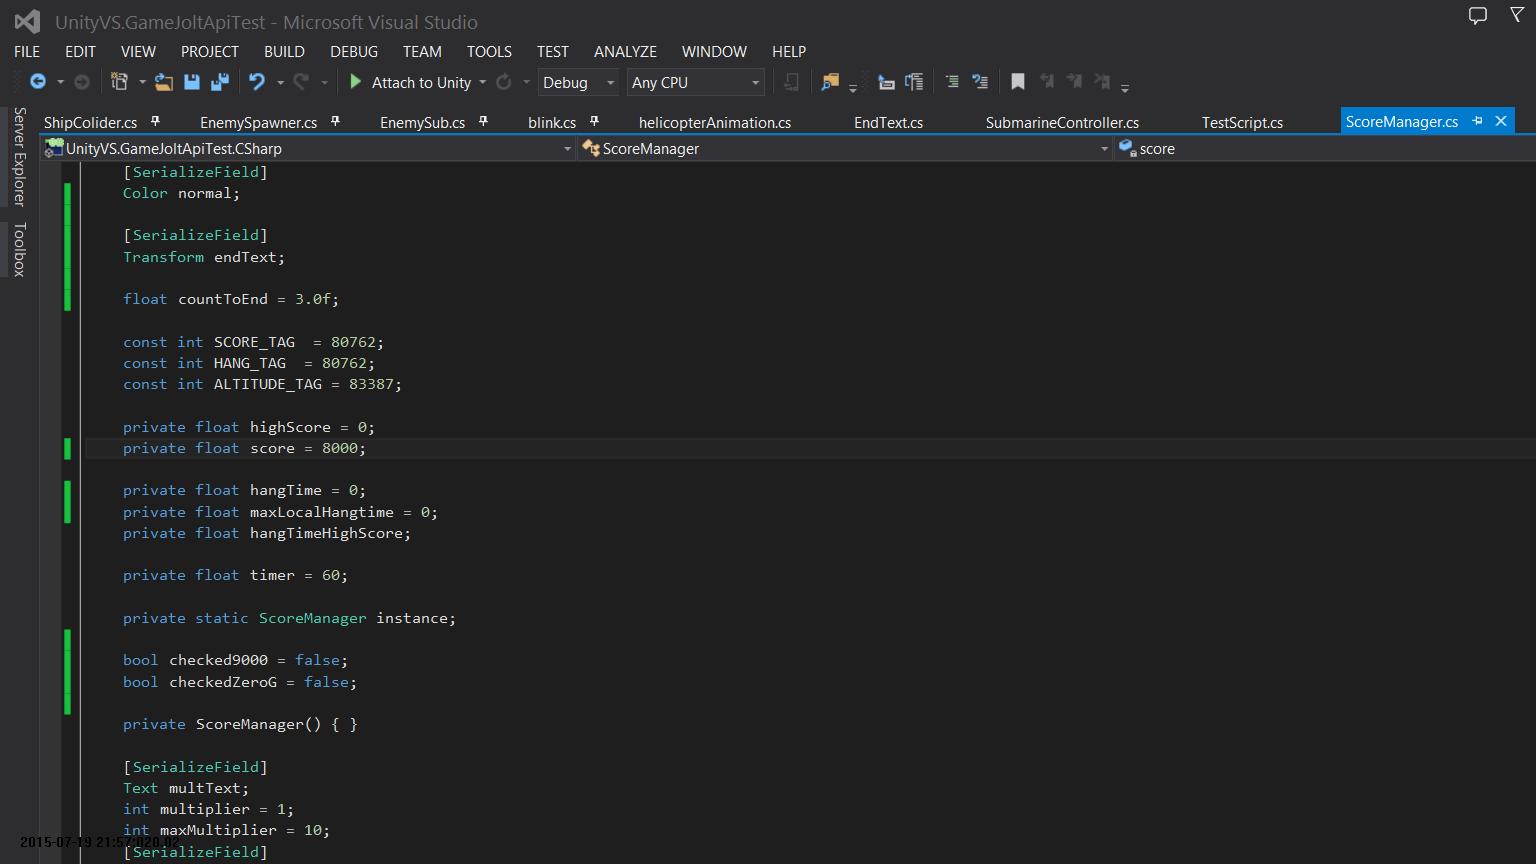 UnityVS.GameJoltApiTest - Microsoft Visual Studio
FILE EDIT VIEW PROJECT BUILD DEBUG TEAM TOOLS TEST ANALYZE WINDOW HELP
Attach to Unity Debug Any CPU
Server Explorer
Toolbox
ShipColider.cs EnemySpawner.cs EnemySub.cs blink.cs helicopterAnimation.cs EndText.cs SubmarineController.cs TestScript.cs ScoreManager.cs
UnityVS.GameJoltApiTest.CSharp ScoreManager score
[SerializeField]
Color normal;
[SerializeField]
Transform endText;
float countToEnd = 3.0f;
const int SCORE_TAG  = 80762;
const int HANG_TAG  = 80762;
const int ALTITUDE_TAG = 83387;
private float highScore = 0;
private float score = 8000;
private float hangTime = 0;
private float maxLocalHangtime = 0;
private float hangTimeHighScore;
private float timer = 60;
private static ScoreManager instance;
bool checked9000 = false;
bool checkedZeroG = false;
private ScoreManager() { }
[SerializeField]
Text multText;
int multiplier = 1;
int maxMultiplier = 10;
2015-07-19
[SerializeField]